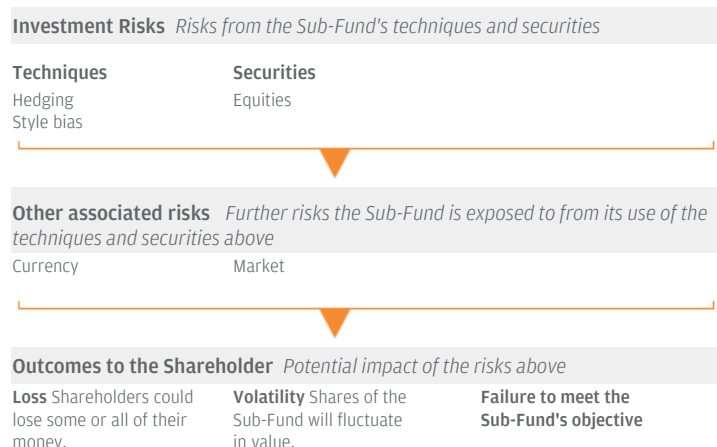 Investment Risks Risks from the Sub-Fund's techniques and securities
Techniques Securities
Hedging Equities
Style bias
Other associated risks Further risks the Sub-Fund is exposed to from its use of the
techniques and securities above
Currency Market
Outcomes to the Shareholder Potential impact of the risks above
Loss Shareholders could
lose some or all of their
money.
Volatility Shares of the
Sub-Fund will fluctuate
in value.
Failure to meet the
Sub-Fund's objective